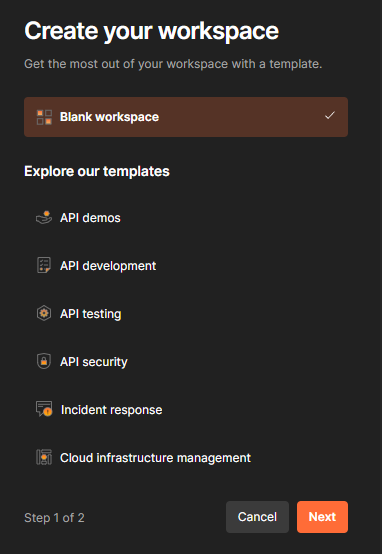 Create your workspace
Get the most out of your workspace with a template.
Blank workspace
Explore our templates
API demos
API development
API testing
API security
Incident response
Cloud infrastructure management
Step 1 of 2
Cancel
Next